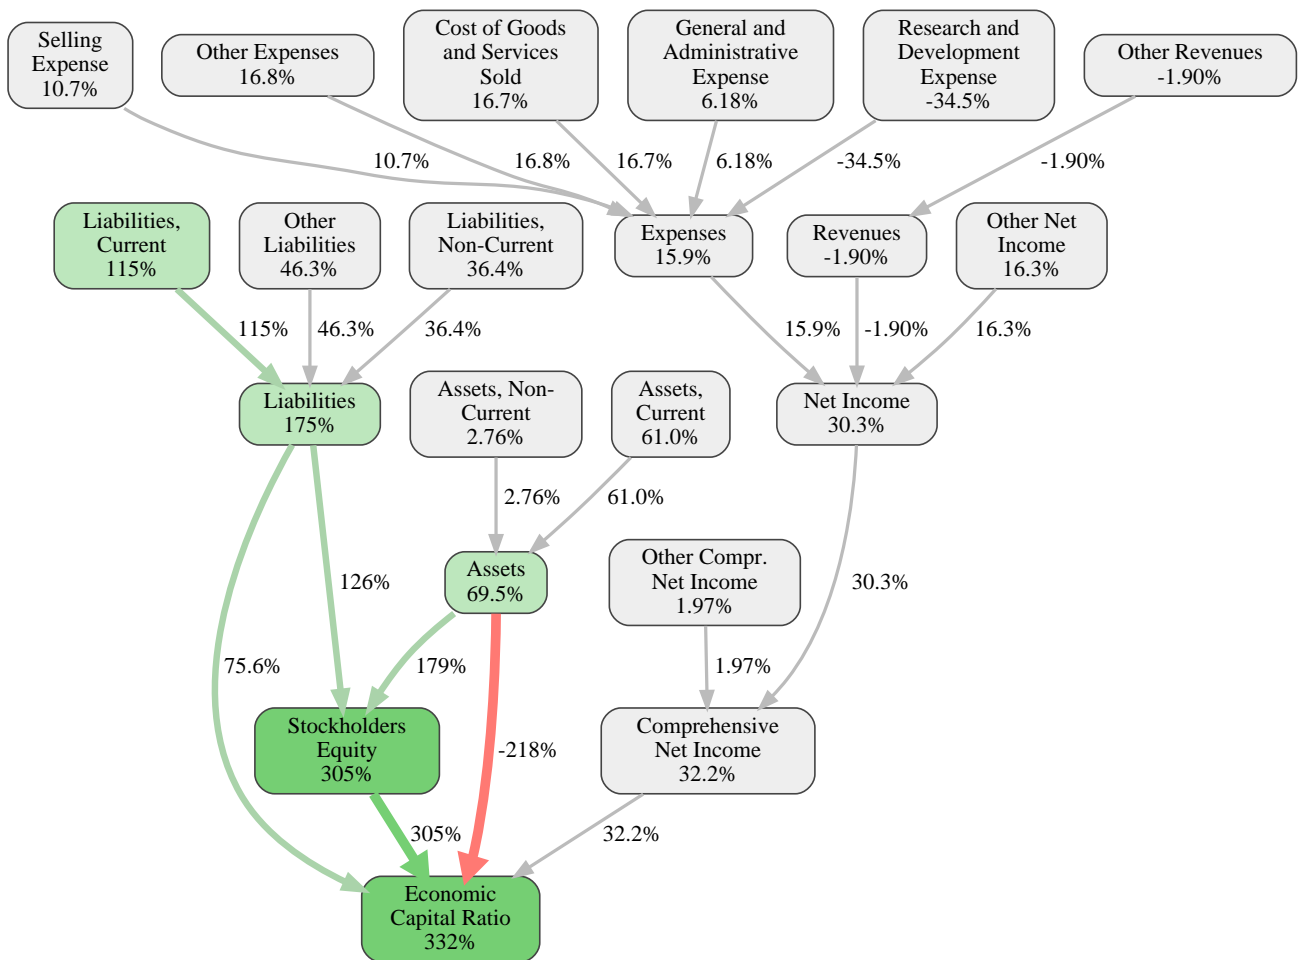 Selling
Expense
10.7%
Other Expenses
16.8%
Cost of Goods
and Services
Sold
16.7%
General and
Administrative
Expense
6.18%
Research and
Development
Expense
-34.5%
Other Revenues
-1.90%
10.7%
16.8%
16.7%
6.18%
-34.5%
-1.90%
Liabilities,
Current
115%
Other
Liabilities
46.3%
Liabilities,
Non-Current
36.4%
Expenses
15.9%
Revenues
-1.90%
Other Net
Income
16.3%
115%
46.3%
36.4%
15.9%
-1.90%
16.3%
Liabilities
175%
Assets, Non-
Current
2.76%
Assets,
Current
61.0%
Net Income
30.3%
2.76%
61.0%
Assets
69.5%
Other Compr.
Net Income
1.97%
126%
30.3%
75.6%
179%
1.97%
Stockholders
Equity
305%
-218%
Comprehensive
Net Income
32.2%
305%
32.2%
Economic
Capital Ratio
332%